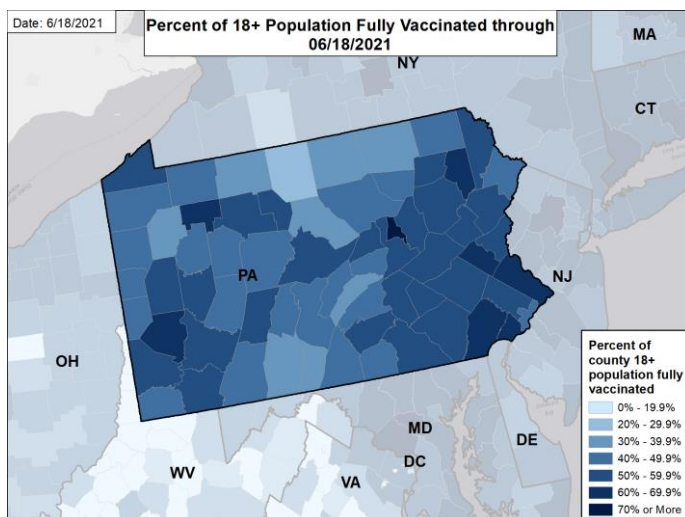 Date: 6/18/2021
Percent of 18+ Population Fully Vaccinated through
06/18/2021
MA
NY
CT
PA
NJ
OH
MD
DE
WV
DC
VA
Percent of
county 18+
population fully
vaccinated
0% - 19.9%
20% - 29.9%
30% - 39.9%
40% - 49.9%
50% - 59.9%
60% - 69.9%
70% or More